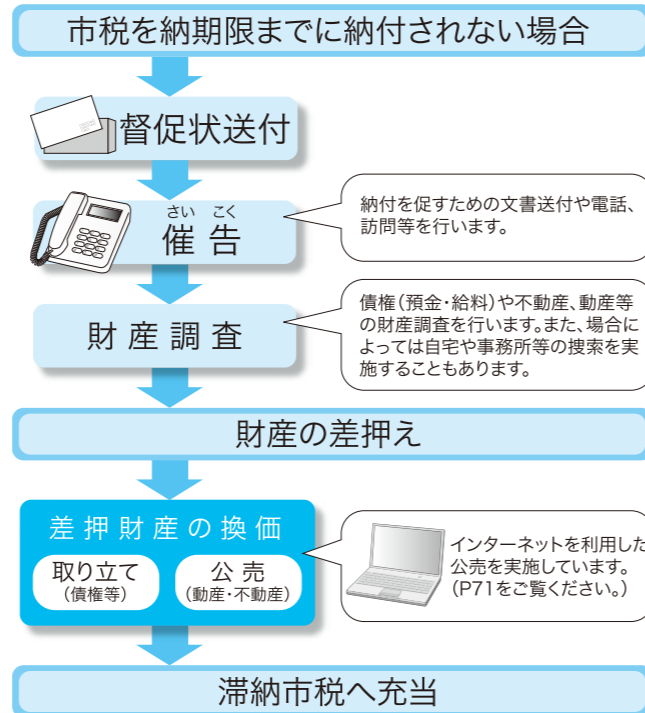 市税を納期限までに納付されない場合
督促状送付
さい こく
催告
納付を促すための文書送付や電話、
訪問等を行います。
財産調査
債権(預金・給料)や不動産、動産等
の財産調査を行います。また、場合に
よっては自宅や事務所等の捜索を実
施することもあります。
財産の差押え
差押財産の換価
取り立て
(債権等)
公売
(動産・不動産)
インターネットを利用した
公売を実施しています。
(P71をご覧ください。)
滞納市税へ充当